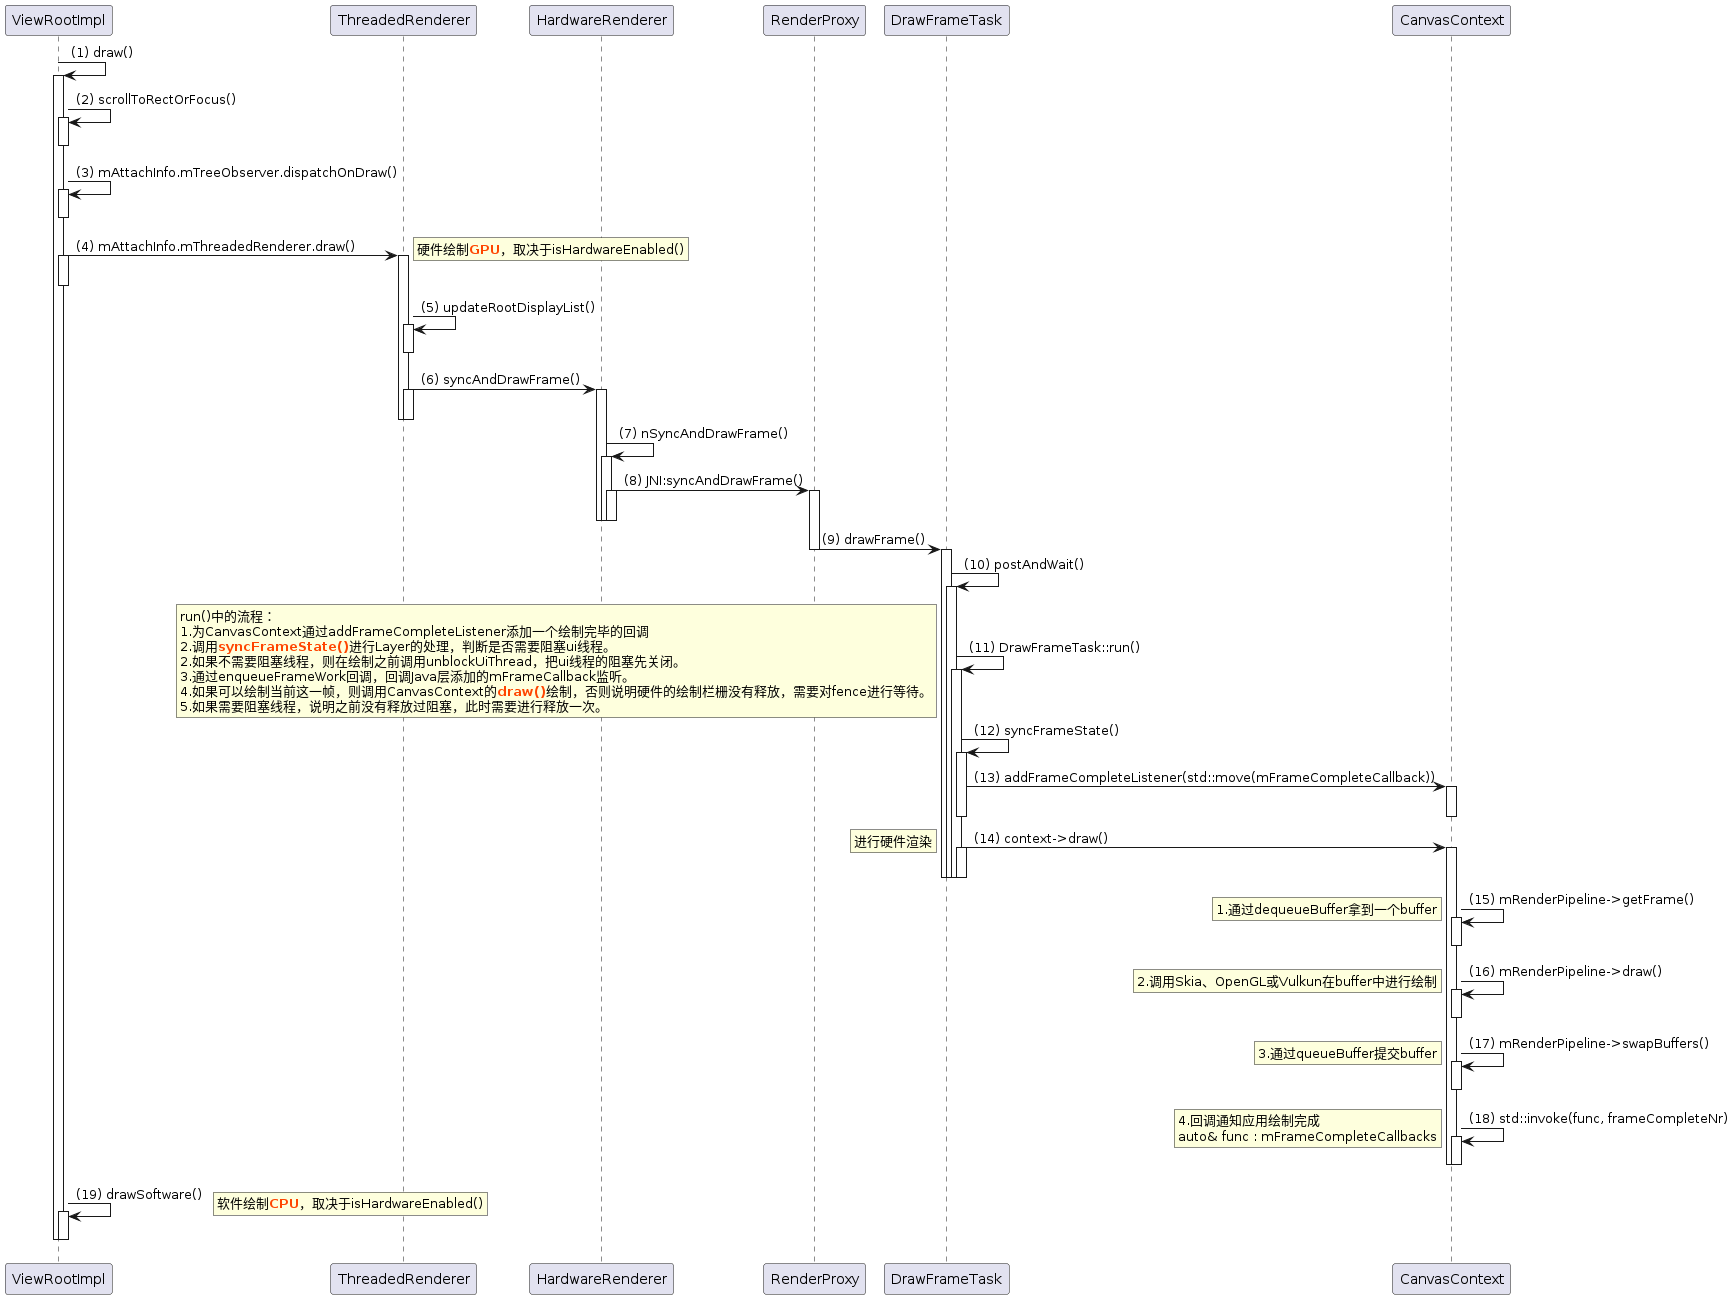 ViewRootImpl ThreadedRenderer HardwareRenderer RenderProxy DrawFrameTask CanvasContext
(1) draw()
(2) scrollToRectOrFocus()
(3) mAttachInfo.mTreeObserver.dispatchOnDraw()
(4) mAttachInfo.mThreadedRenderer.draw()
硬件绘制GPU，取决于isHardwareEnabled()
(5) updateRootDisplayList()
(6) syncAndDrawFrame()
(7) nSyncAndDrawFrame()
(8) JNI:syncAndDrawFrame()
(9) drawFrame()
(10) postAndWait()
run()中的流程：
1.为CanvasContext通过addFrameCompleteListener添加一个绘制完毕的回调
2.调用syncFrameState()进行Layer的处理，判断是否需要阻塞ui线程。
2.如果不需要阻塞线程，则在绘制之前调用unblockUiThread，把ui线程的阻塞先关闭。
3.通过enqueueFrameWork回调，回调Java层添加的mFrameCallback监听。
4.如果可以绘制当前这一帧，则调用CanvasContext的draw()绘制，否则说明硬件的绘制栏栅没有释放，需要对fence进行等待。
5.如果需要阻塞线程，说明之前没有释放过阻塞，此时需要进行释放一次。
(11) DrawFrameTask::run()
(12) syncFrameState()
(13) addFrameCompleteListener(std::move(mFrameCompleteCallback))
进行硬件渲染
(14) context->draw()
1.通过dequeueBuffer拿到一个buffer
(15) mRenderPipeline->getFrame()
2.调用Skia、OpenGL或Vulkun在buffer中进行绘制
(16) mRenderPipeline->draw()
3.通过queueBuffer提交buffer
(17) mRenderPipeline->swapBuffers()
4.回调通知应用绘制完成
auto& func : mFrameCompleteCallbacks
(18) std::invoke(func, frameCompleteNr)
(19) drawSoftware()
软件绘制CPU，取决于isHardwareEnabled()
ViewRootImpl ThreadedRenderer HardwareRenderer RenderProxy DrawFrameTask CanvasContext